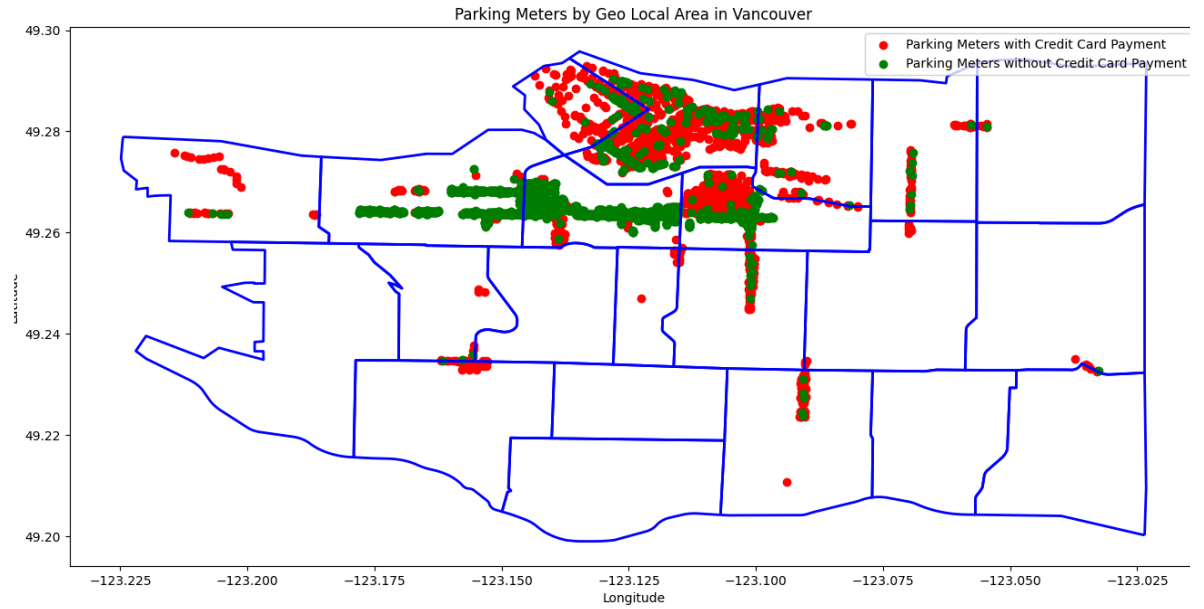 Parking Meters by Geo Local Area in Vancouver
Parking Meters with Credit Card Payment
Parking Meters without Credit Card Payment
49.30
49.28
49.26
49.24
49.22
49.20
−123.225 −123.200 −123.175 −123.150 −123.125 −123.100 −123.075 −123.050 −123.025
Longitude